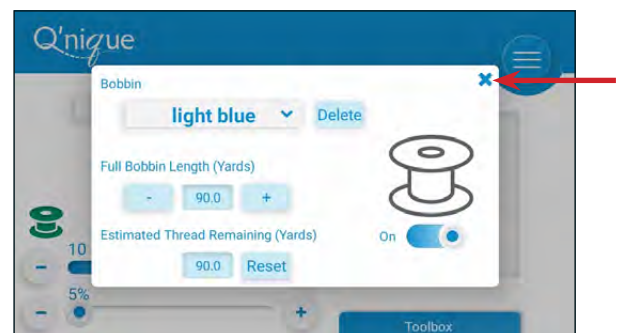 Q'nique
Bobbin
light blue Delete
Full Bobbin Length (Yards)
- 90.0 +
Estimated Thread Remaining (Yards)
On
90.0 Reset
10
-
5%
- +
Toolbox